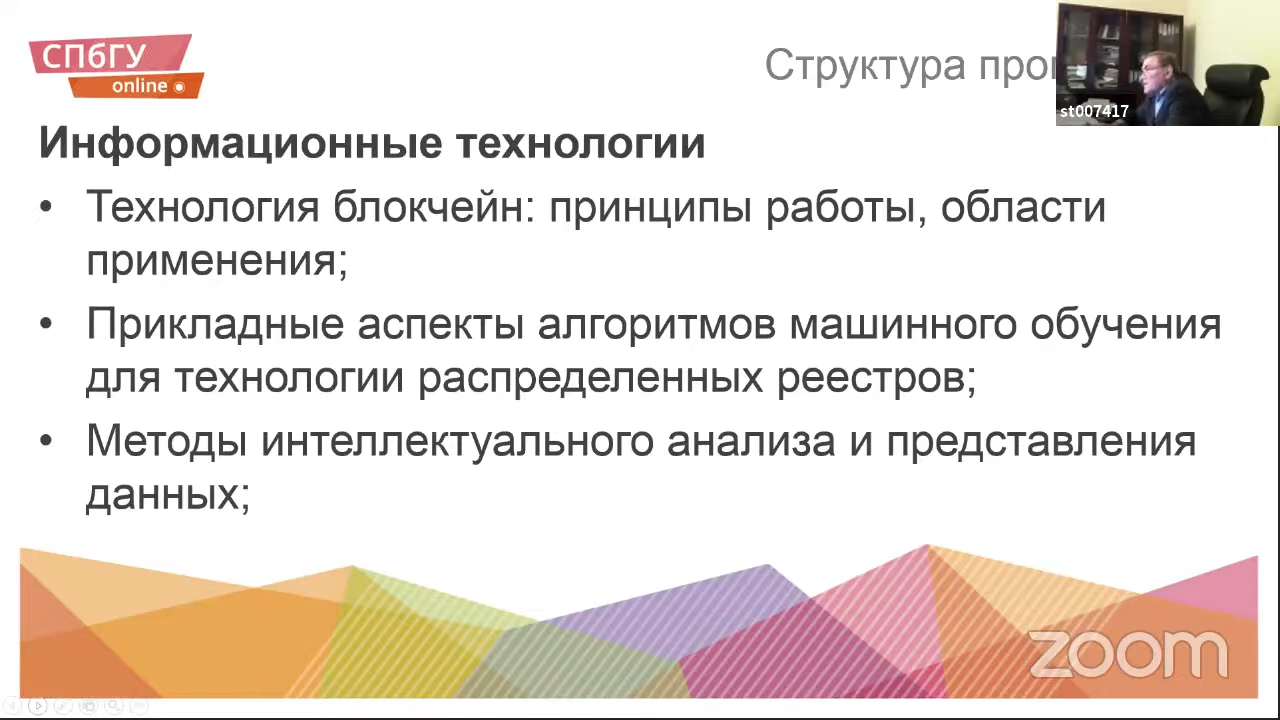 СПбГУ
online
Структура
st007417
Информационные технологии
• Технология блокчейн: принципы работы, области
применения;
• Прикладные аспекты алгоритмов машинного обучения
для технологии распределенных реестров;
• Методы интеллектуального анализа и представления
данных;
zoom